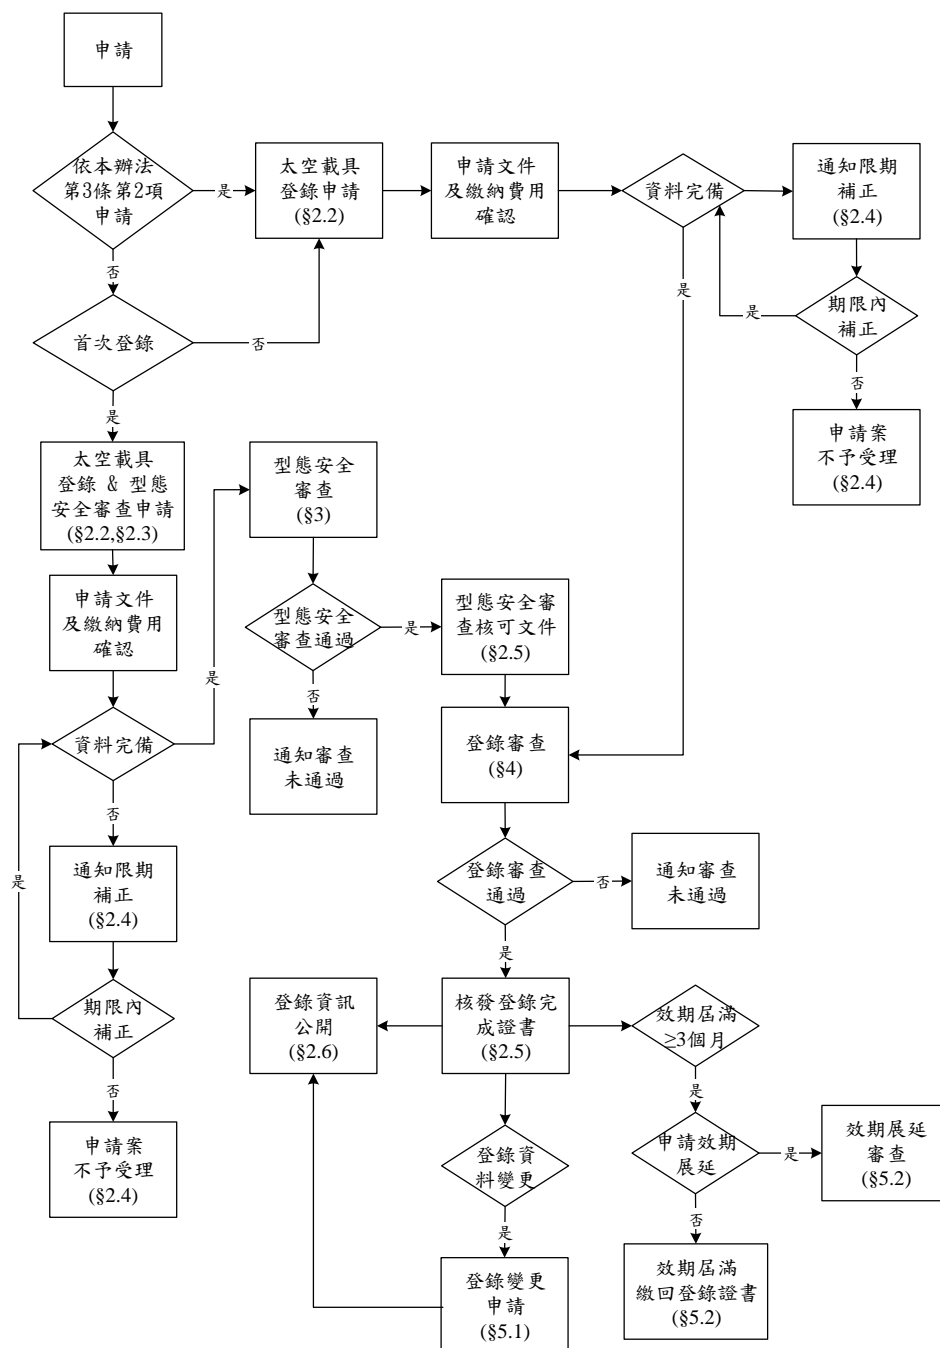 申請
依本辦法
第3條第2項
申請
是
太空載具
登錄申請
(§2.2)
申請文件
及繳納費用
確認
資料完備
通知限期
補正
(§2.4)
是
期限內
補正
是
否
申請案
不予受理
(§2.4)
否
首次登錄
否
是
太空載具
登錄 & 型態
安全審查申請
(§2.2,§2.3)
申請文件
及繳納費用
確認
資料完備
是
否
通知限期
補正
(§2.4)
期限內
補正
是
否
申請案
不予受理
(§2.4)
型態安全
審查
(§3)
型態安全
審查通過
是
否
通知審查
未通過
型態安全審
查核可文件
(§2.5)
登錄審查
(§4)
登錄審查
通過
否
通知審查
未通過
是
核發登錄完
成證書
(§2.5)
登錄資訊
公開
(§2.6)
登錄資
料變更
是
登錄變更
申請
(§5.1)
效期屆滿
≥3個月
是
申請效期
展延
是
效期展延
審查
(§5.2)
否
效期屆滿
繳回登錄證書
(§5.2)